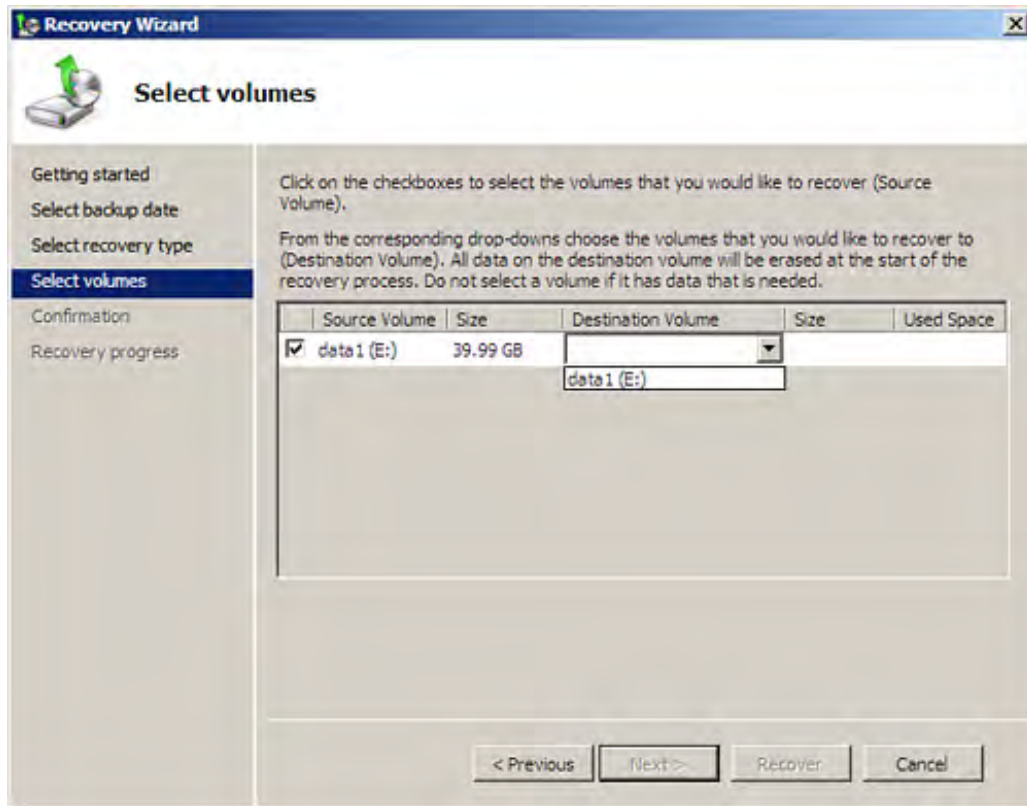 Recovery Wizard
Select volumes
Getting started
Select backup date
Select recovery type
Select volumes
Confirmation
Recovery progress
Click on the checkboxes to select the volumes that you would like to recover (Source
Volume).
From the corresponding drop-downs choose the volumes that you would like to recover to
(Destination Volume). All data on the destination volume will be erased at the start of the
recovery process. Do not select a volume if it has data that is needed.
Source Volume Size Destination Volume Size Used Space
data1 (E:) 39.99 GB
data1 (E:)
< Previous Next > Recover Cancel